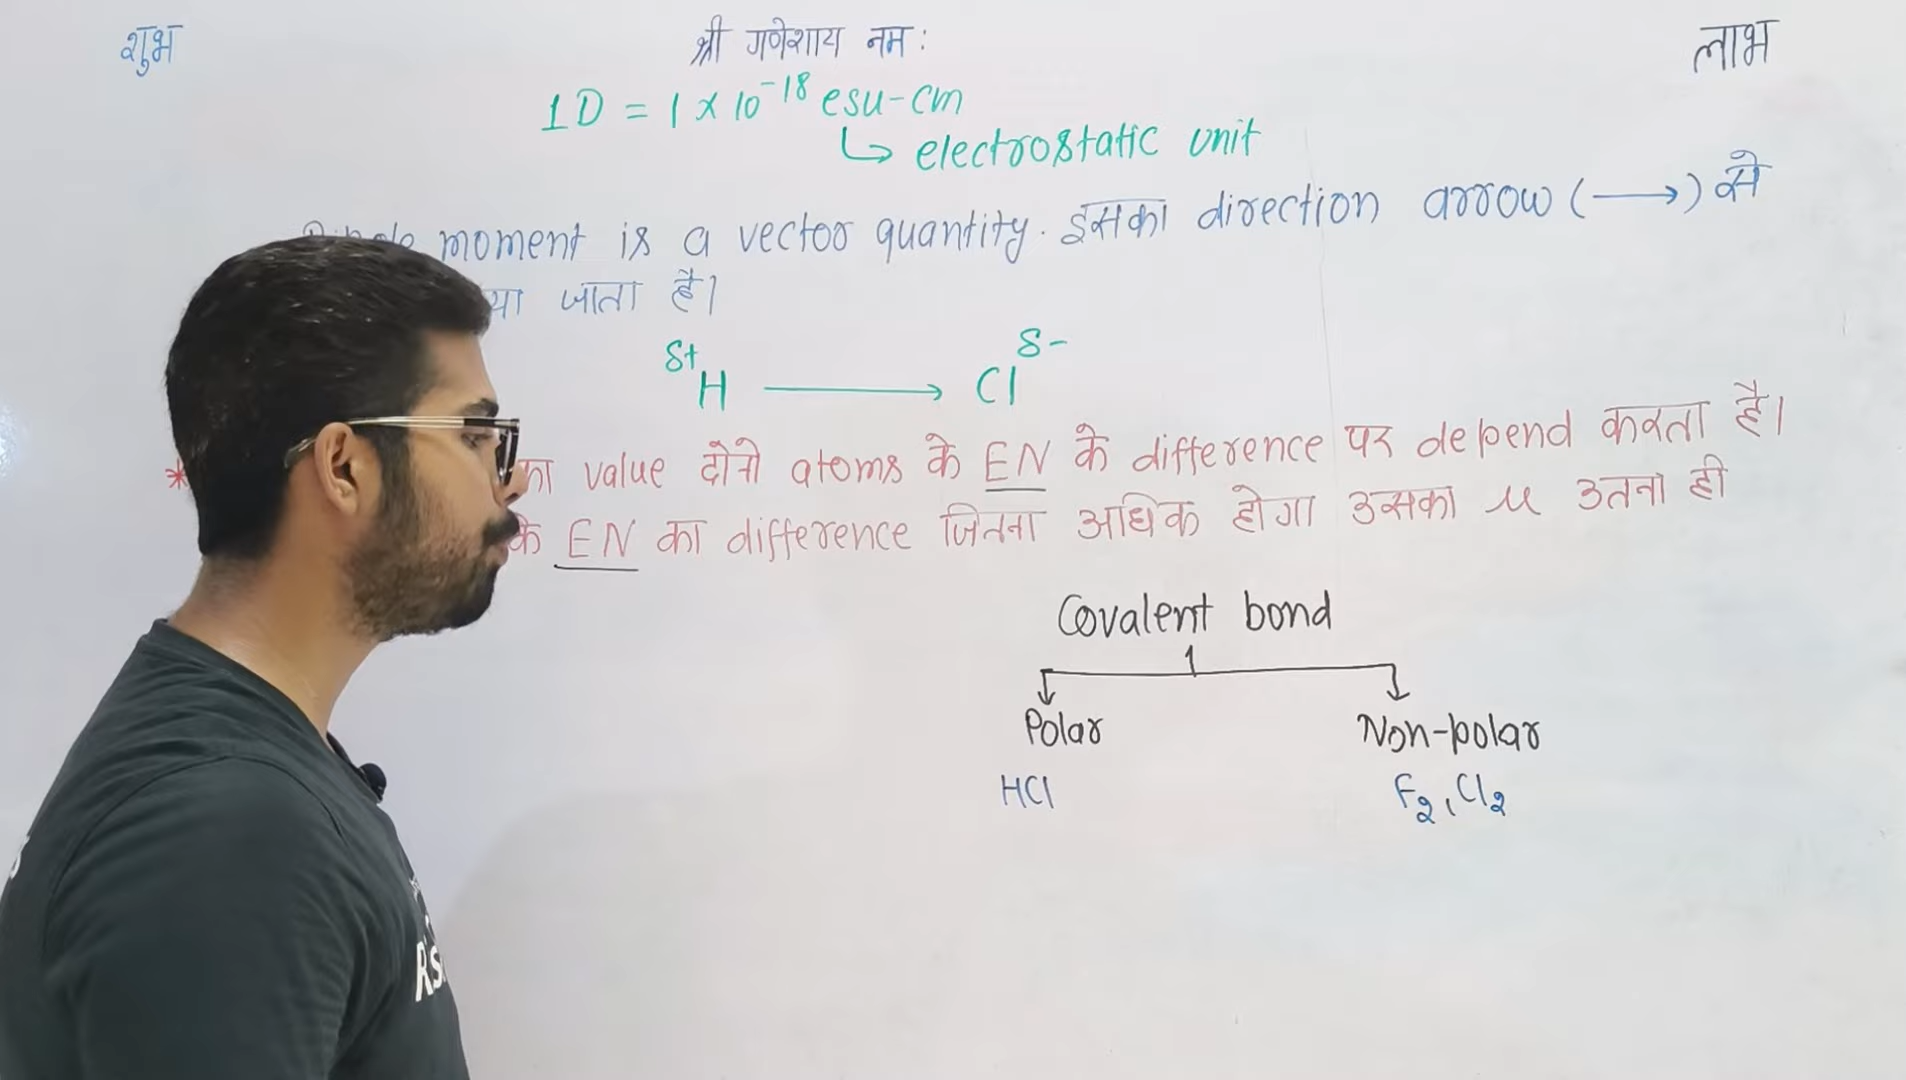 शुभ
श्री गणेशाय नमः
लाभ
1D = 1 × 10⁻¹⁸ esu-cm
↳ electrostatic unit
moment is a vector quantity. इसका direction arrow (⟶) से
जाता है।
δ+ H ⟶ Cl δ-
* का value दोनो atoms के EN के difference पर depend करता है।
के EN का difference जितना अधिक होगा उसका μ उतना ही
Covalent bond
Polar
Non-polar
HCl
F₂, Cl₂